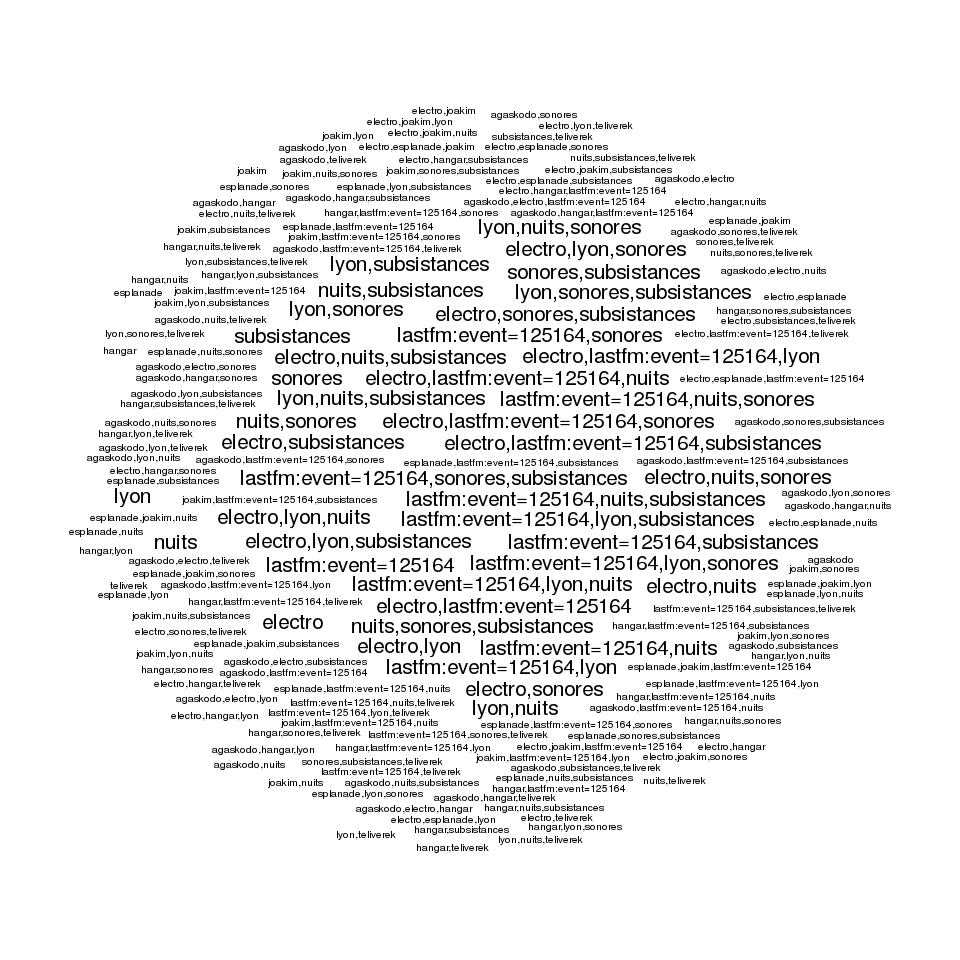 electro,joakim
agaskodo,sonores
electro,joakim,lyon
electro,lyon,teliverek
joakim,lyon
electro,joakim,nuits
subsistances,teliverek
agaskodo,lyon
electro,esplanade,joakim
electro,esplanade,sonores
agaskodo,teliverek
electro,hangar,subsistances
nuits,subsistances,teliverek
joakim
joakim,nuits,sonores
joakim,sonores,subsistances
electro,joakim,subsistances
esplanade,sonores
esplanade,lyon,subsistances
electro,esplanade,subsistances
agaskodo,electro
electro,hangar,lastfm:event=125164
agaskodo,hangar
agaskodo,hangar,subsistances
agaskodo,electro,lastfm:event=125164
electro,hangar,nuits
electro,nuits,teliverek
hangar,lastfm:event=125164,sonores
agaskodo,hangar,lastfm:event=125164
esplanade,joakim
joakim,subsistances
esplanade,lastfm:event=125164
lyon,nuits,sonores
agaskodo,sonores,teliverek
joakim,lastfm:event=125164,sonores
sonores,teliverek
hangar,nuits,teliverek
agaskodo,lastfm:event=125164,teliverek
electro,lyon,sonores
nuits,sonores,teliverek
lyon,subsistances,teliverek
lyon,subsistances
sonores,subsistances
agaskodo,electro,nuits
hangar,nuits
hangar,lyon,subsistances
esplanade
joakim,lastfm:event=125164
nuits,subsistances
lyon,sonores,subsistances
electro,esplanade
joakim,lyon,subsistances
lyon,sonores
electro,sonores,subsistances
hangar,sonores,subsistances
agaskodo,nuits,teliverek
electro,subsistances,teliverek
lyon,sonores,teliverek
subsistances
lastfm:event=125164,sonores
electro,lastfm:event=125164,teliverek
hangar
esplanade,nuits,sonores
electro,nuits,subsistances
electro,lastfm:event=125164,lyon
agaskodo,electro,sonores
agaskodo,hangar,sonores
sonores
electro,lastfm:event=125164,nuits
electro,esplanade,lastfm:event=125164
agaskodo,lyon,subsistances
hangar,subsistances,teliverek
lyon,nuits,subsistances
lastfm:event=125164,nuits,sonores
agaskodo,nuits,sonores
nuits,sonores
electro,lastfm:event=125164,sonores
agaskodo,sonores,subsistances
hangar,lyon,teliverek
electro,subsistances
electro,lastfm:event=125164,subsistances
agaskodo,lyon,teliverek
agaskodo,lyon,nuits
agaskodo,lastfm:event=125164,sonores
esplanade,lastfm:event=125164,subsistances
agaskodo,lastfm:event=125164,subsistances
electro,hangar,sonores
esplanade,subsistances
lastfm:event=125164,sonores,subsistances
electro,nuits,sonores
lyon
joakim,lastfm:event=125164,subsistances
lastfm:event=125164,nuits,subsistances
agaskodo,lyon,sonores
agaskodo,hangar,nuits
esplanade,joakim,nuits
electro,lyon,nuits
lastfm:event=125164,lyon,subsistances
electro,esplanade,nuits
esplanade,nuits
nuits
electro,lyon,subsistances
lastfm:event=125164,subsistances
hangar,lyon
agaskodo,electro,teliverek
lastfm:event=125164
lastfm:event=125164,lyon,sonores
agaskodo
joakim,sonores
esplanade,joakim,sonores
teliverek
agaskodo,lastfm:event=125164,lyon
lastfm:event=125164,lyon,nuits
electro,nuits
esplanade,joakim,lyon
esplanade,lyon
esplanade,lyon,nuits
hangar,lastfm:event=125164,teliverek
electro,lastfm:event=125164
lastfm:event=125164,subsistances,teliverek
joakim,nuits,subsistances
electro
nuits,sonores,subsistances
hangar,lastfm:event=125164,subsistances
electro,sonores,teliverek
joakim,lyon,sonores
esplanade,joakim,subsistances
electro,lyon
lastfm:event=125164,nuits
agaskodo,subsistances
joakim,lyon,nuits
hangar,lyon,nuits
agaskodo,electro,subsistances
hangar,sonores
agaskodo,lastfm:event=125164
lastfm:event=125164,lyon
esplanade,joakim,lastfm:event=125164
electro,hangar,teliverek
esplanade,lastfm:event=125164,nuits
electro,sonores
esplanade,lastfm:event=125164,lyon
agaskodo,electro,lyon
lastfm:event=125164,nuits,teliverek
hangar,lastfm:event=125164,nuits
electro,hangar,lyon
lastfm:event=125164,lyon,teliverek
lyon,nuits
agaskodo,lastfm:event=125164,nuits
joakim,lastfm:event=125164,nuits
esplanade,lastfm:event=125164,sonores
hangar,nuits,sonores
hangar,sonores,teliverek
lastfm:event=125164,sonores,teliverek
esplanade,sonores,subsistances
agaskodo,hangar,lyon
hangar,lastfm:event=125164,lyon
electro,joakim,lastfm:event=125164
electro,hangar
joakim,lastfm:event=125164,lyon
electro,joakim,sonores
agaskodo,nuits
sonores,subsistances,teliverek
agaskodo,subsistances,teliverek
lastfm:event=125164,teliverek
esplanade,nuits,subsistances
nuits,teliverek
joakim,nuits
agaskodo,nuits,subsistances
hangar,lastfm:event=125164
esplanade,lyon,sonores
agaskodo,hangar,teliverek
agaskodo,electro,hangar
hangar,nuits,subsistances
electro,esplanade,lyon
electro,teliverek
hangar,subsistances
hangar,lyon,sonores
lyon,teliverek
lyon,nuits,teliverek
hangar,teliverek